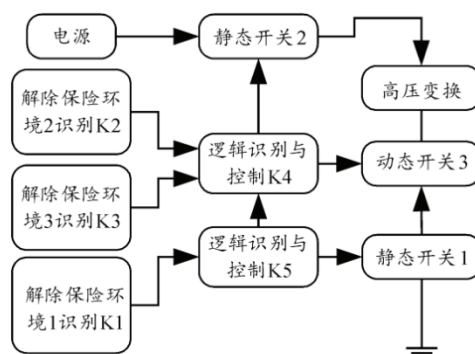 电源
静态开关2
解除保险环
境2识别K2
高压变换
逻辑识别与
控制K4
动态开关3
解除保险环
境3识别K3
逻辑识别与
控制K5
静态开关1
解除保险环
境1识别K1